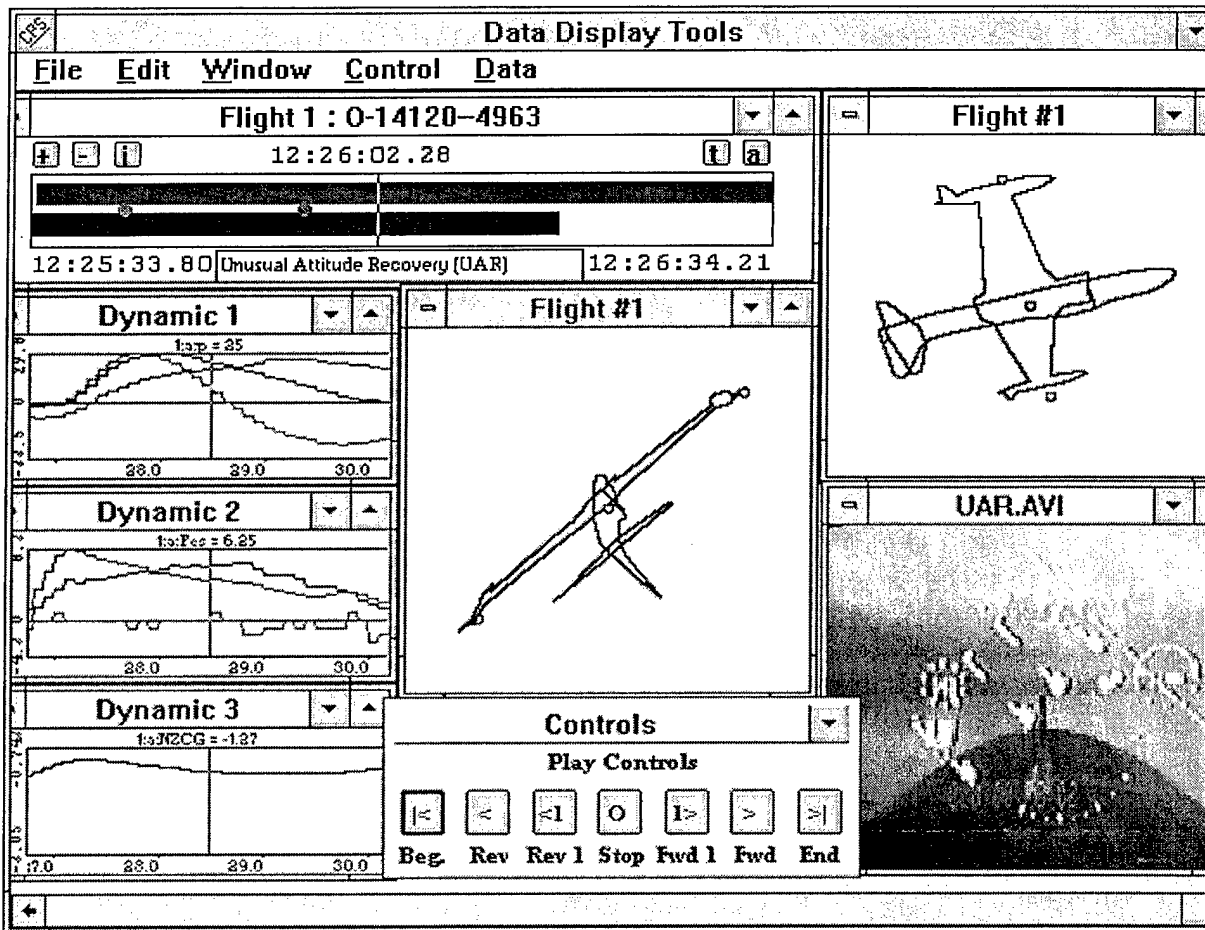 CPS
Data Display Tools
File Edit Window Control Data
Flight 1 : O-14120--4963
+ - i 12:26:02.28 t a
12:25:33.80 Unusual Attitude Recovery (UAR) 12:26:34.21
Flight #1
Dynamic 1
1:a:p = 25
0
28.0 29.0 30.0
Flight #1
Dynamic 2
0
28.0 29.0 30.0
UAR.AVI
Dynamic 3
1:a:NZCG = -1.27
28.0 29.0 30.0
Controls
Play Controls
|< < <1 O 1> > >|
Beg. Rev Rev 1 Stop Fwd 1 Fwd End